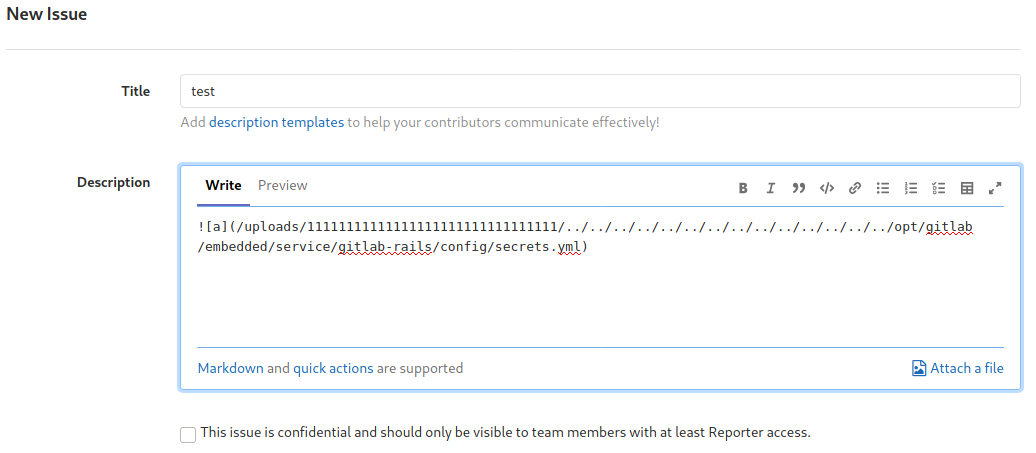 New Issue
Title
test
Add description templates to help your contributors communicate effectively!
Description
Write Preview
![a](/uploads/11111111111111111111111111111111/../../../../../../../../../../../../../../opt/gitlab
/embedded/service/gitlab-rails/config/secrets.yml)
Markdown and quick actions are supported
Attach a file
This issue is confidential and should only be visible to team members with at least Reporter access.